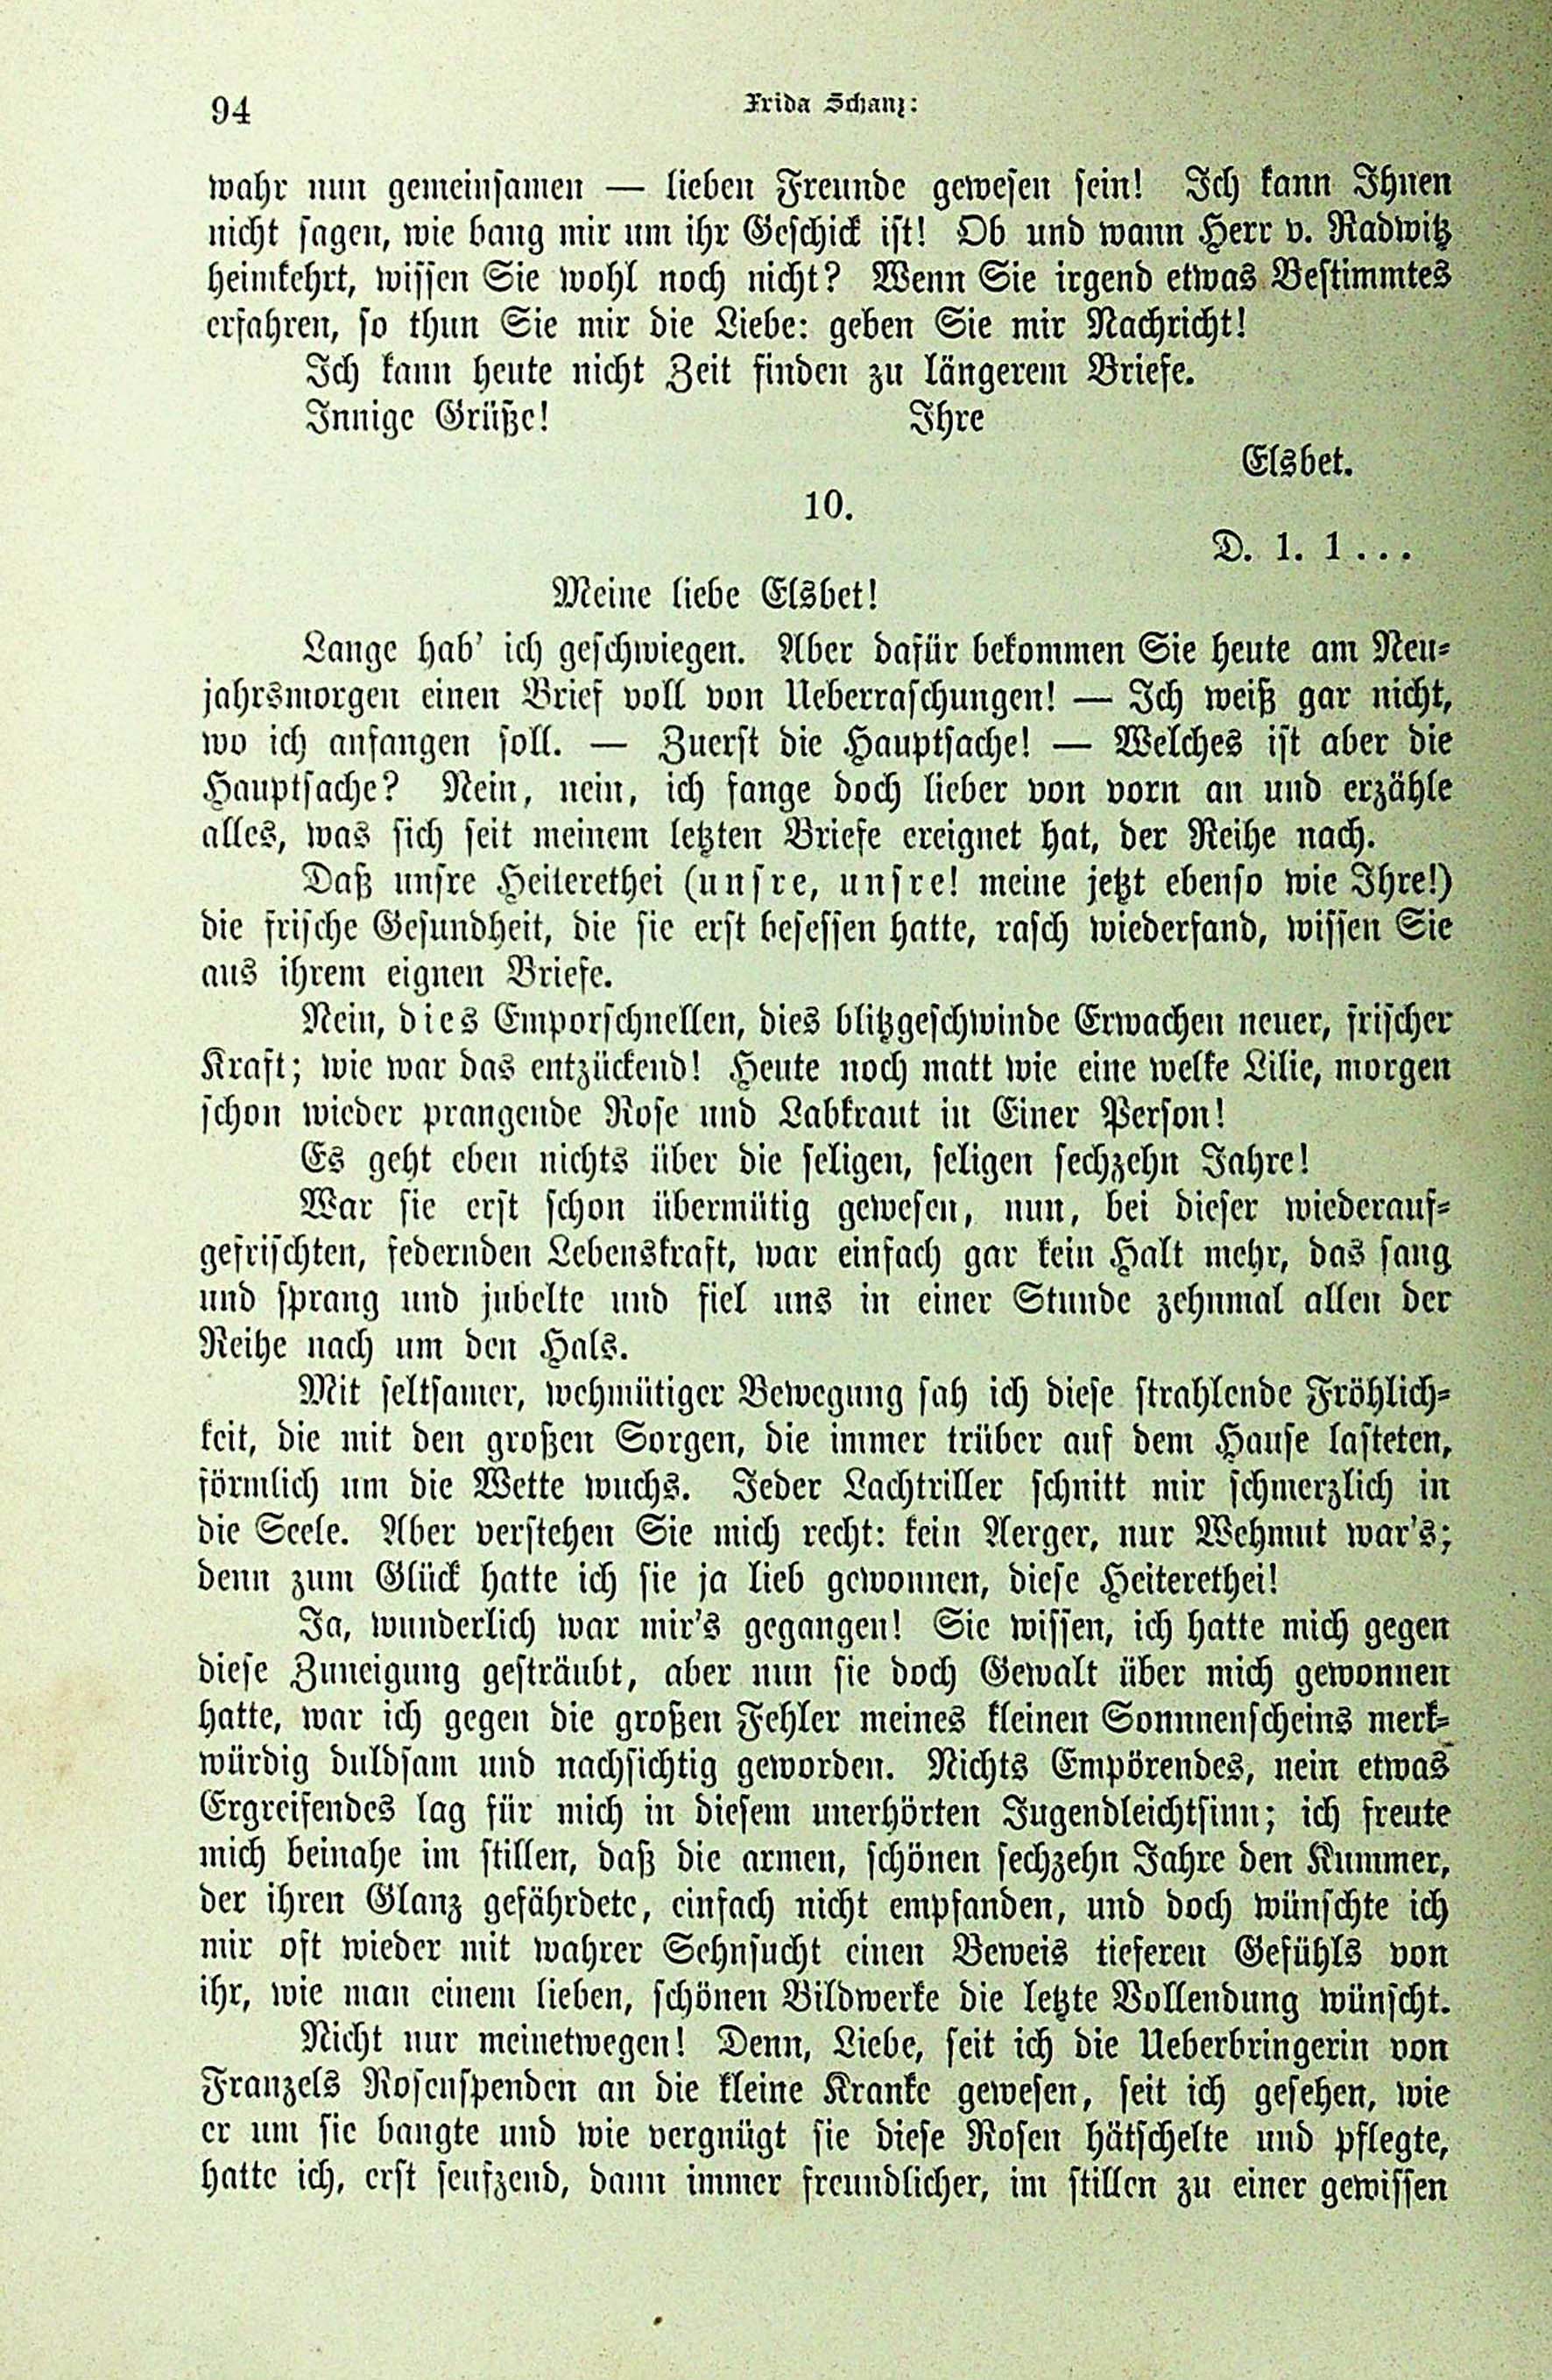 94
Frida Schanz:
wahr nun gemeinsamen — lieben Freunde gewesen sein! Ich kann Ihnen
nicht sagen, wie bang mir um ihr Geschick ist! Ob und wann Herr v. Radwitz
heimkehrt, wissen Sie wohl noch nicht? Wenn Sie irgend etwas Bestimmtes
erfahren, so thun Sie mir die Liebe: geben Sie mir Nachricht!
Ich kann heute nicht Zeit finden zu längerem Briefe.
Innige Grüße! Ihre
Elsbet.
10.
D. 1. 1...
Meine liebe Elsbet!
Lange hab' ich geschwiegen. Aber dafür bekommen Sie heute am Neu-
jahrsmorgen einen Brief voll von Ueberraschungen! — Ich weiß gar nicht,
wo ich anfangen soll. — Zuerst die Hauptsache! — Welches ist aber die
Hauptsache? Nein, nein, ich fange doch lieber von vorn an und erzähle
alles, was sich seit meinem letzten Briefe ereignet hat, der Reihe nach.
Daß unsre Heiterethei (unsre, unsre! meine jetzt ebenso wie Ihre!)
die frische Gesundheit, die sie erst besessen hatte, rasch wiederfand, wissen Sie
aus ihrem eignen Briefe.
Nein, dies Emporschnellen, dies blitzgeschwinde Erwachen neuer, frischer
Kraft; wie war das entzückend! Heute noch matt wie eine welke Lilie, morgen
schon wieder prangende Rose und Labkraut in Einer Person!
Es geht eben nichts über die seligen, seligen sechzehn Jahre!
War sie erst schon übermütig gewesen, nun, bei dieser wiederauf-
gefrischten, federnden Lebenskraft, war einfach gar kein Halt mehr, das sang
und sprang und jubelte und fiel uns in einer Stunde zehnmal allen der
Reihe nach um den Hals.
Mit seltsamer, wehmütiger Bewegung sah ich diese strahlende Fröhlich-
keit, die mit den großen Sorgen, die immer trüber auf dem Hause lasteten,
förmlich um die Wette wuchs. Jeder Lachtriller schnitt mir schmerzlich in
die Seele. Aber verstehen Sie mich recht: kein Aerger, nur Wehmut war's;
denn zum Glück hatte ich sie ja lieb gewonnen, diese Heiterethei!
Ja, wunderlich war mir's gegangen! Sie wissen, ich hatte mich gegen
diese Zuneigung gesträubt, aber nun sie doch Gewalt über mich gewonnen
hatte, war ich gegen die großen Fehler meines kleinen Sonnnenscheins merk-
würdig duldsam und nachsichtig geworden. Nichts Empörendes, nein etwas
Ergreifendes lag für mich in diesem unerhörten Jugendleichtsinn; ich freute
mich beinahe im stillen, daß die armen, schönen sechzehn Jahre den Kummer,
der ihren Glanz gefährdete, einfach nicht empfanden, und doch wünschte ich
mir oft wieder mit wahrer Sehnsucht einen Beweis tieferen Gefühls von
ihr, wie man einem lieben, schönen Bildwerke die letzte Vollendung wünscht.
Nicht nur meinetwegen! Denn, Liebe, seit ich die Ueberbringerin von
Franzels Rosenspenden an die kleine Kranke gewesen, seit ich gesehen, wie
er um sie bangte und wie vergnügt sie diese Rosen hätschelte und pflegte,
hatte ich, erst seufzend, dann immer freundlicher, im stillen zu einer gewissen